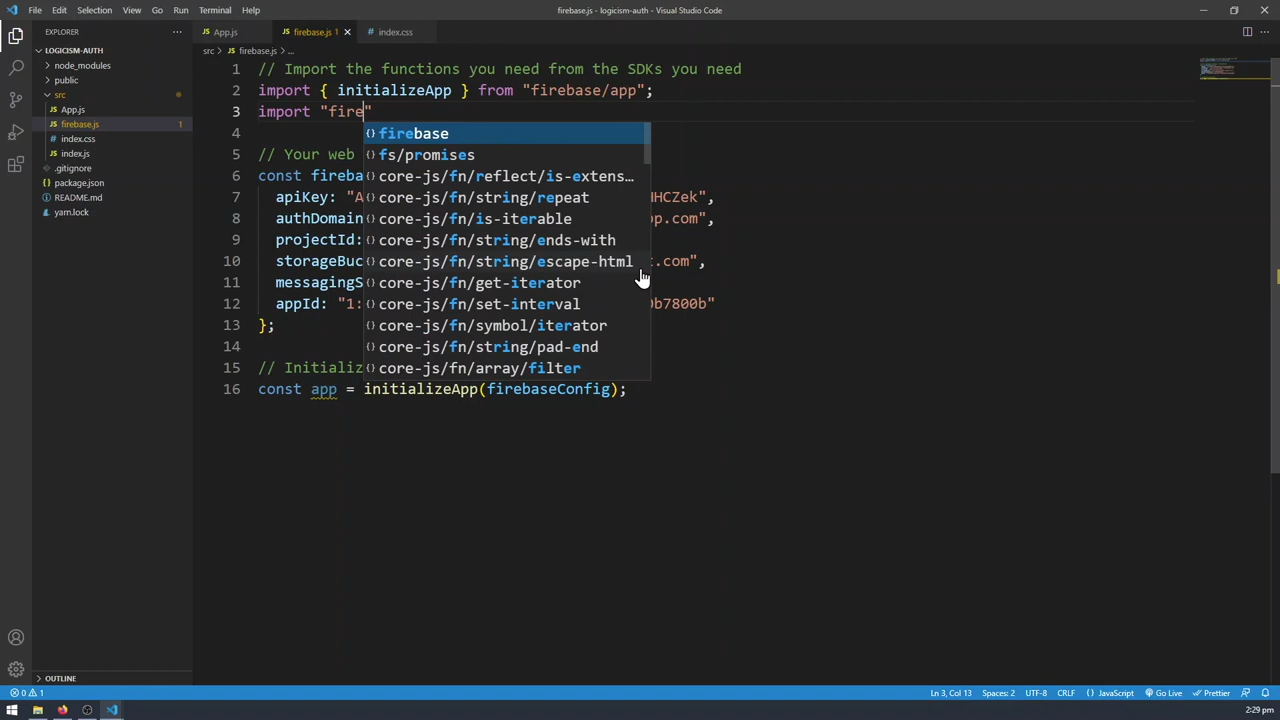 File Edit Selection View Go Run Terminal Help
firebase.js - logicism-auth - Visual Studio Code
EXPLORER
App.js
firebase.js 1
index.css
LOGICISM-AUTH
src > firebase.js > ...
node_modules
public
src
App.js
firebase.js 1
index.css
index.js
.gitignore
package.json
README.md
yarn.lock
1 // Import the functions you need from the SDKs you need
2 import { initializeApp } from "firebase/app";
3 import "fire"
4
5 // Your web
6 const fireba
7 apiKey: "A HCZek",
8 authDomain p.com",
9 projectId:
10 storageBuc t.com",
11 messagingS
12 appId: "1: 0b7800b"
13 };
14
15 // Initializ
16 const app = initializeApp(firebaseConfig);
{} firebase
{} fs/promises
{} core-js/fn/reflect/is-extens...
{} core-js/fn/string/repeat
{} core-js/fn/is-iterable
{} core-js/fn/string/ends-with
{} core-js/fn/string/escape-html
{} core-js/fn/get-iterator
{} core-js/fn/set-interval
{} core-js/fn/symbol/iterator
{} core-js/fn/string/pad-end
{} core-js/fn/array/filter
OUTLINE
0 1
Ln 3, Col 13 Spaces: 2 UTF-8 CRLF {} JavaScript Go Live Prettier
2:29 pm